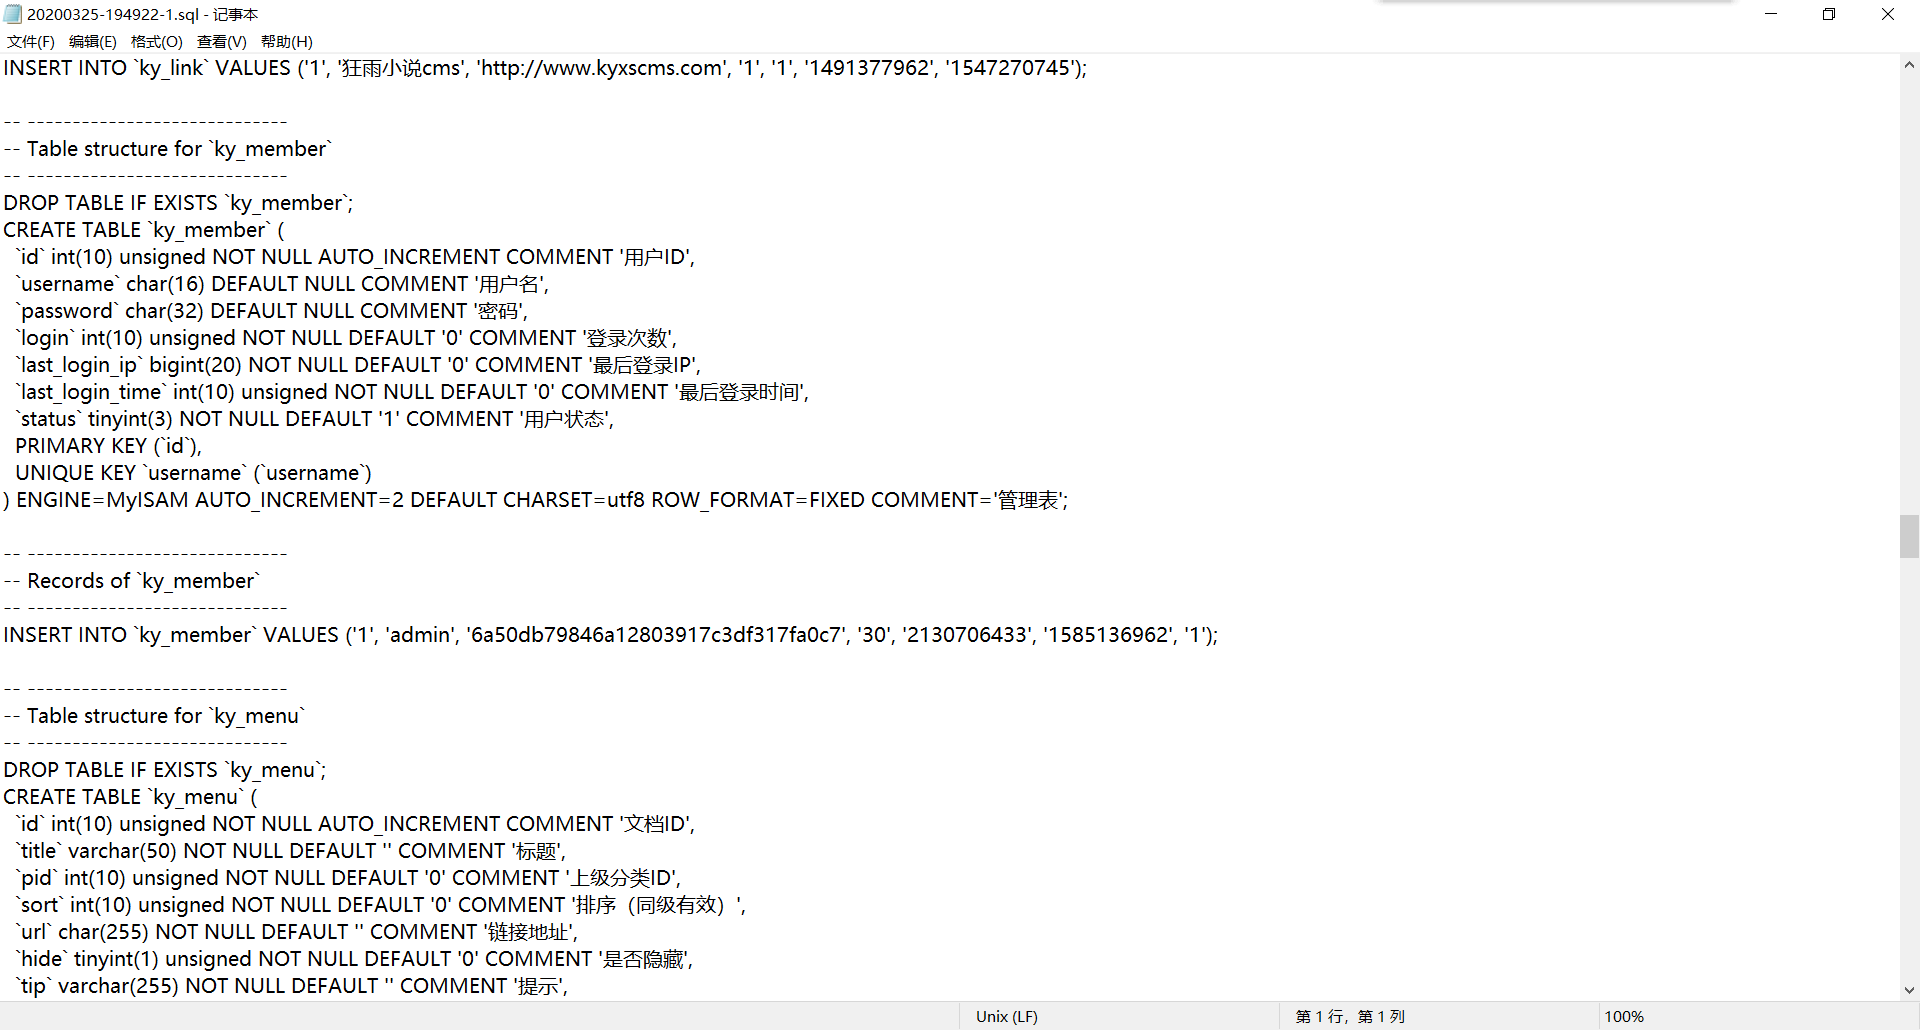 20200325-194922-1.sql - 记事本
文件(F) 编辑(E) 格式(O) 查看(V) 帮助(H)
INSERT INTO `ky_link` VALUES ('1', '狂雨小说cms', 'http://www.kyxscms.com', '1', '1', '1491377962', '1547270745');
-- ----------------------------
-- Table structure for `ky_member`
-- ----------------------------
DROP TABLE IF EXISTS `ky_member`;
CREATE TABLE `ky_member` (
  `id` int(10) unsigned NOT NULL AUTO_INCREMENT COMMENT '用户ID',
  `username` char(16) DEFAULT NULL COMMENT '用户名',
  `password` char(32) DEFAULT NULL COMMENT '密码',
  `login` int(10) unsigned NOT NULL DEFAULT '0' COMMENT '登录次数',
  `last_login_ip` bigint(20) NOT NULL DEFAULT '0' COMMENT '最后登录IP',
  `last_login_time` int(10) unsigned NOT NULL DEFAULT '0' COMMENT '最后登录时间',
  `status` tinyint(3) NOT NULL DEFAULT '1' COMMENT '用户状态',
  PRIMARY KEY (`id`),
  UNIQUE KEY `username` (`username`)
) ENGINE=MyISAM AUTO_INCREMENT=2 DEFAULT CHARSET=utf8 ROW_FORMAT=FIXED COMMENT='管理表';
-- ----------------------------
-- Records of `ky_member`
-- ----------------------------
INSERT INTO `ky_member` VALUES ('1', 'admin', '6a50db79846a12803917c3df317fa0c7', '30', '2130706433', '1585136962', '1');
-- ----------------------------
-- Table structure for `ky_menu`
-- ----------------------------
DROP TABLE IF EXISTS `ky_menu`;
CREATE TABLE `ky_menu` (
  `id` int(10) unsigned NOT NULL AUTO_INCREMENT COMMENT '文档ID',
  `title` varchar(50) NOT NULL DEFAULT '' COMMENT '标题',
  `pid` int(10) unsigned NOT NULL DEFAULT '0' COMMENT '上级分类ID',
  `sort` int(10) unsigned NOT NULL DEFAULT '0' COMMENT '排序（同级有效）',
  `url` char(255) NOT NULL DEFAULT '' COMMENT '链接地址',
  `hide` tinyint(1) unsigned NOT NULL DEFAULT '0' COMMENT '是否隐藏',
  `tip` varchar(255) NOT NULL DEFAULT '' COMMENT '提示',
Unix (LF) 第 1 行，第 1 列 100%